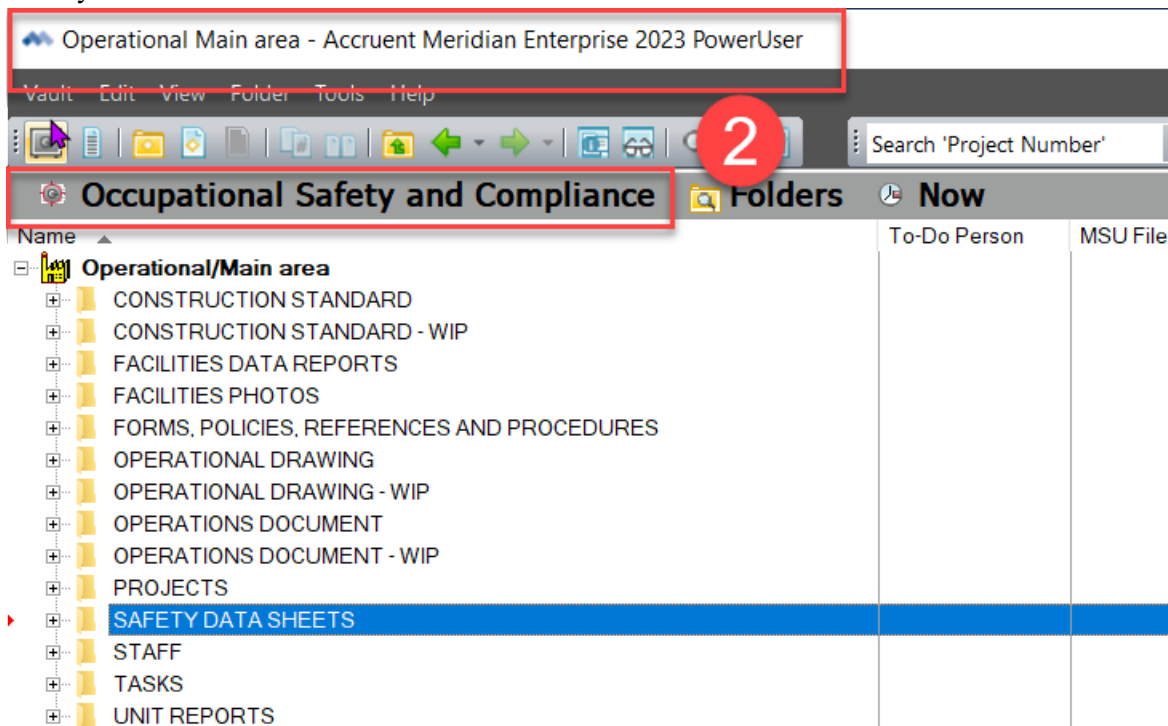 Operational Main area - Accruent Meridian Enterprise 2023 PowerUser
Vault Edit View Folder Tools Help
2
Search 'Project Number'
Occupational Safety and Compliance Folders Now
Name To-Do Person MSU File
Operational/Main area
CONSTRUCTION STANDARD
CONSTRUCTION STANDARD - WIP
FACILITIES DATA REPORTS
FACILITIES PHOTOS
FORMS, POLICIES, REFERENCES AND PROCEDURES
OPERATIONAL DRAWING
OPERATIONAL DRAWING - WIP
OPERATIONS DOCUMENT
OPERATIONS DOCUMENT - WIP
PROJECTS
SAFETY DATA SHEETS
STAFF
TASKS
UNIT REPORTS